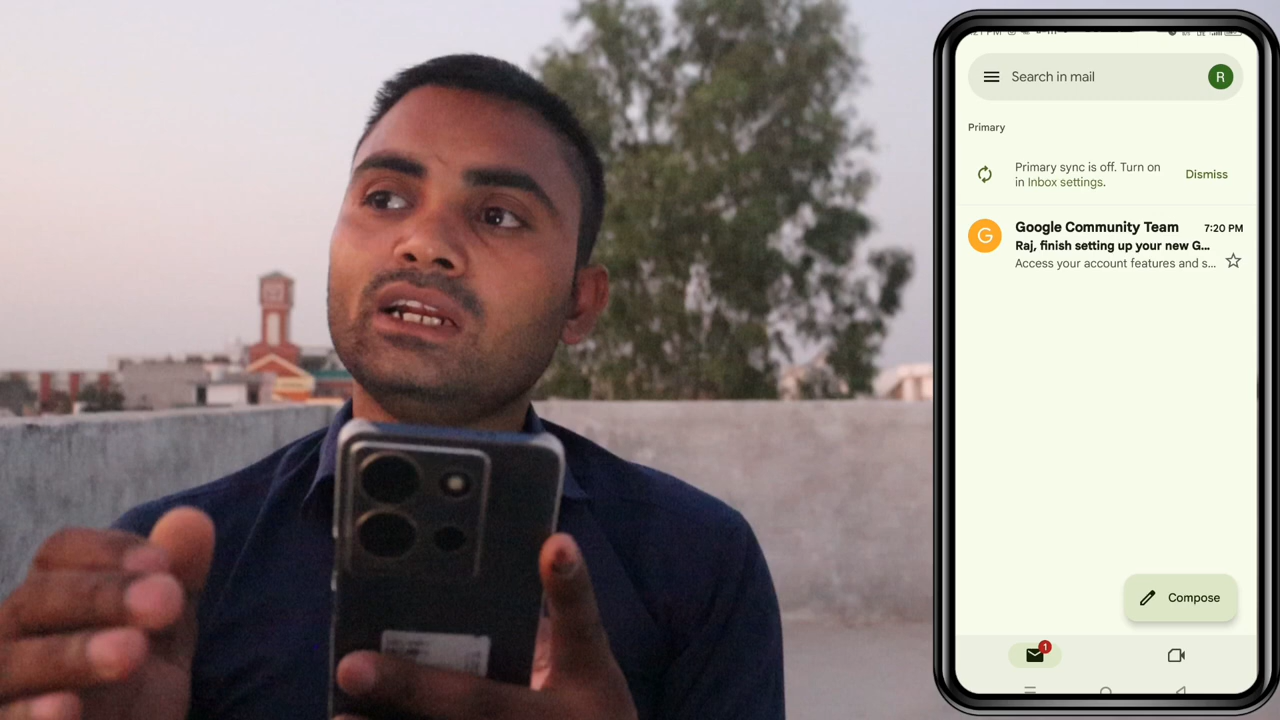 Search in mail
R
Primary
Primary sync is off. Turn on
in Inbox settings.
Dismiss
G
Google Community Team
7:20 PM
Raj, finish setting up your new G...
Access your account features and s...
Compose
1